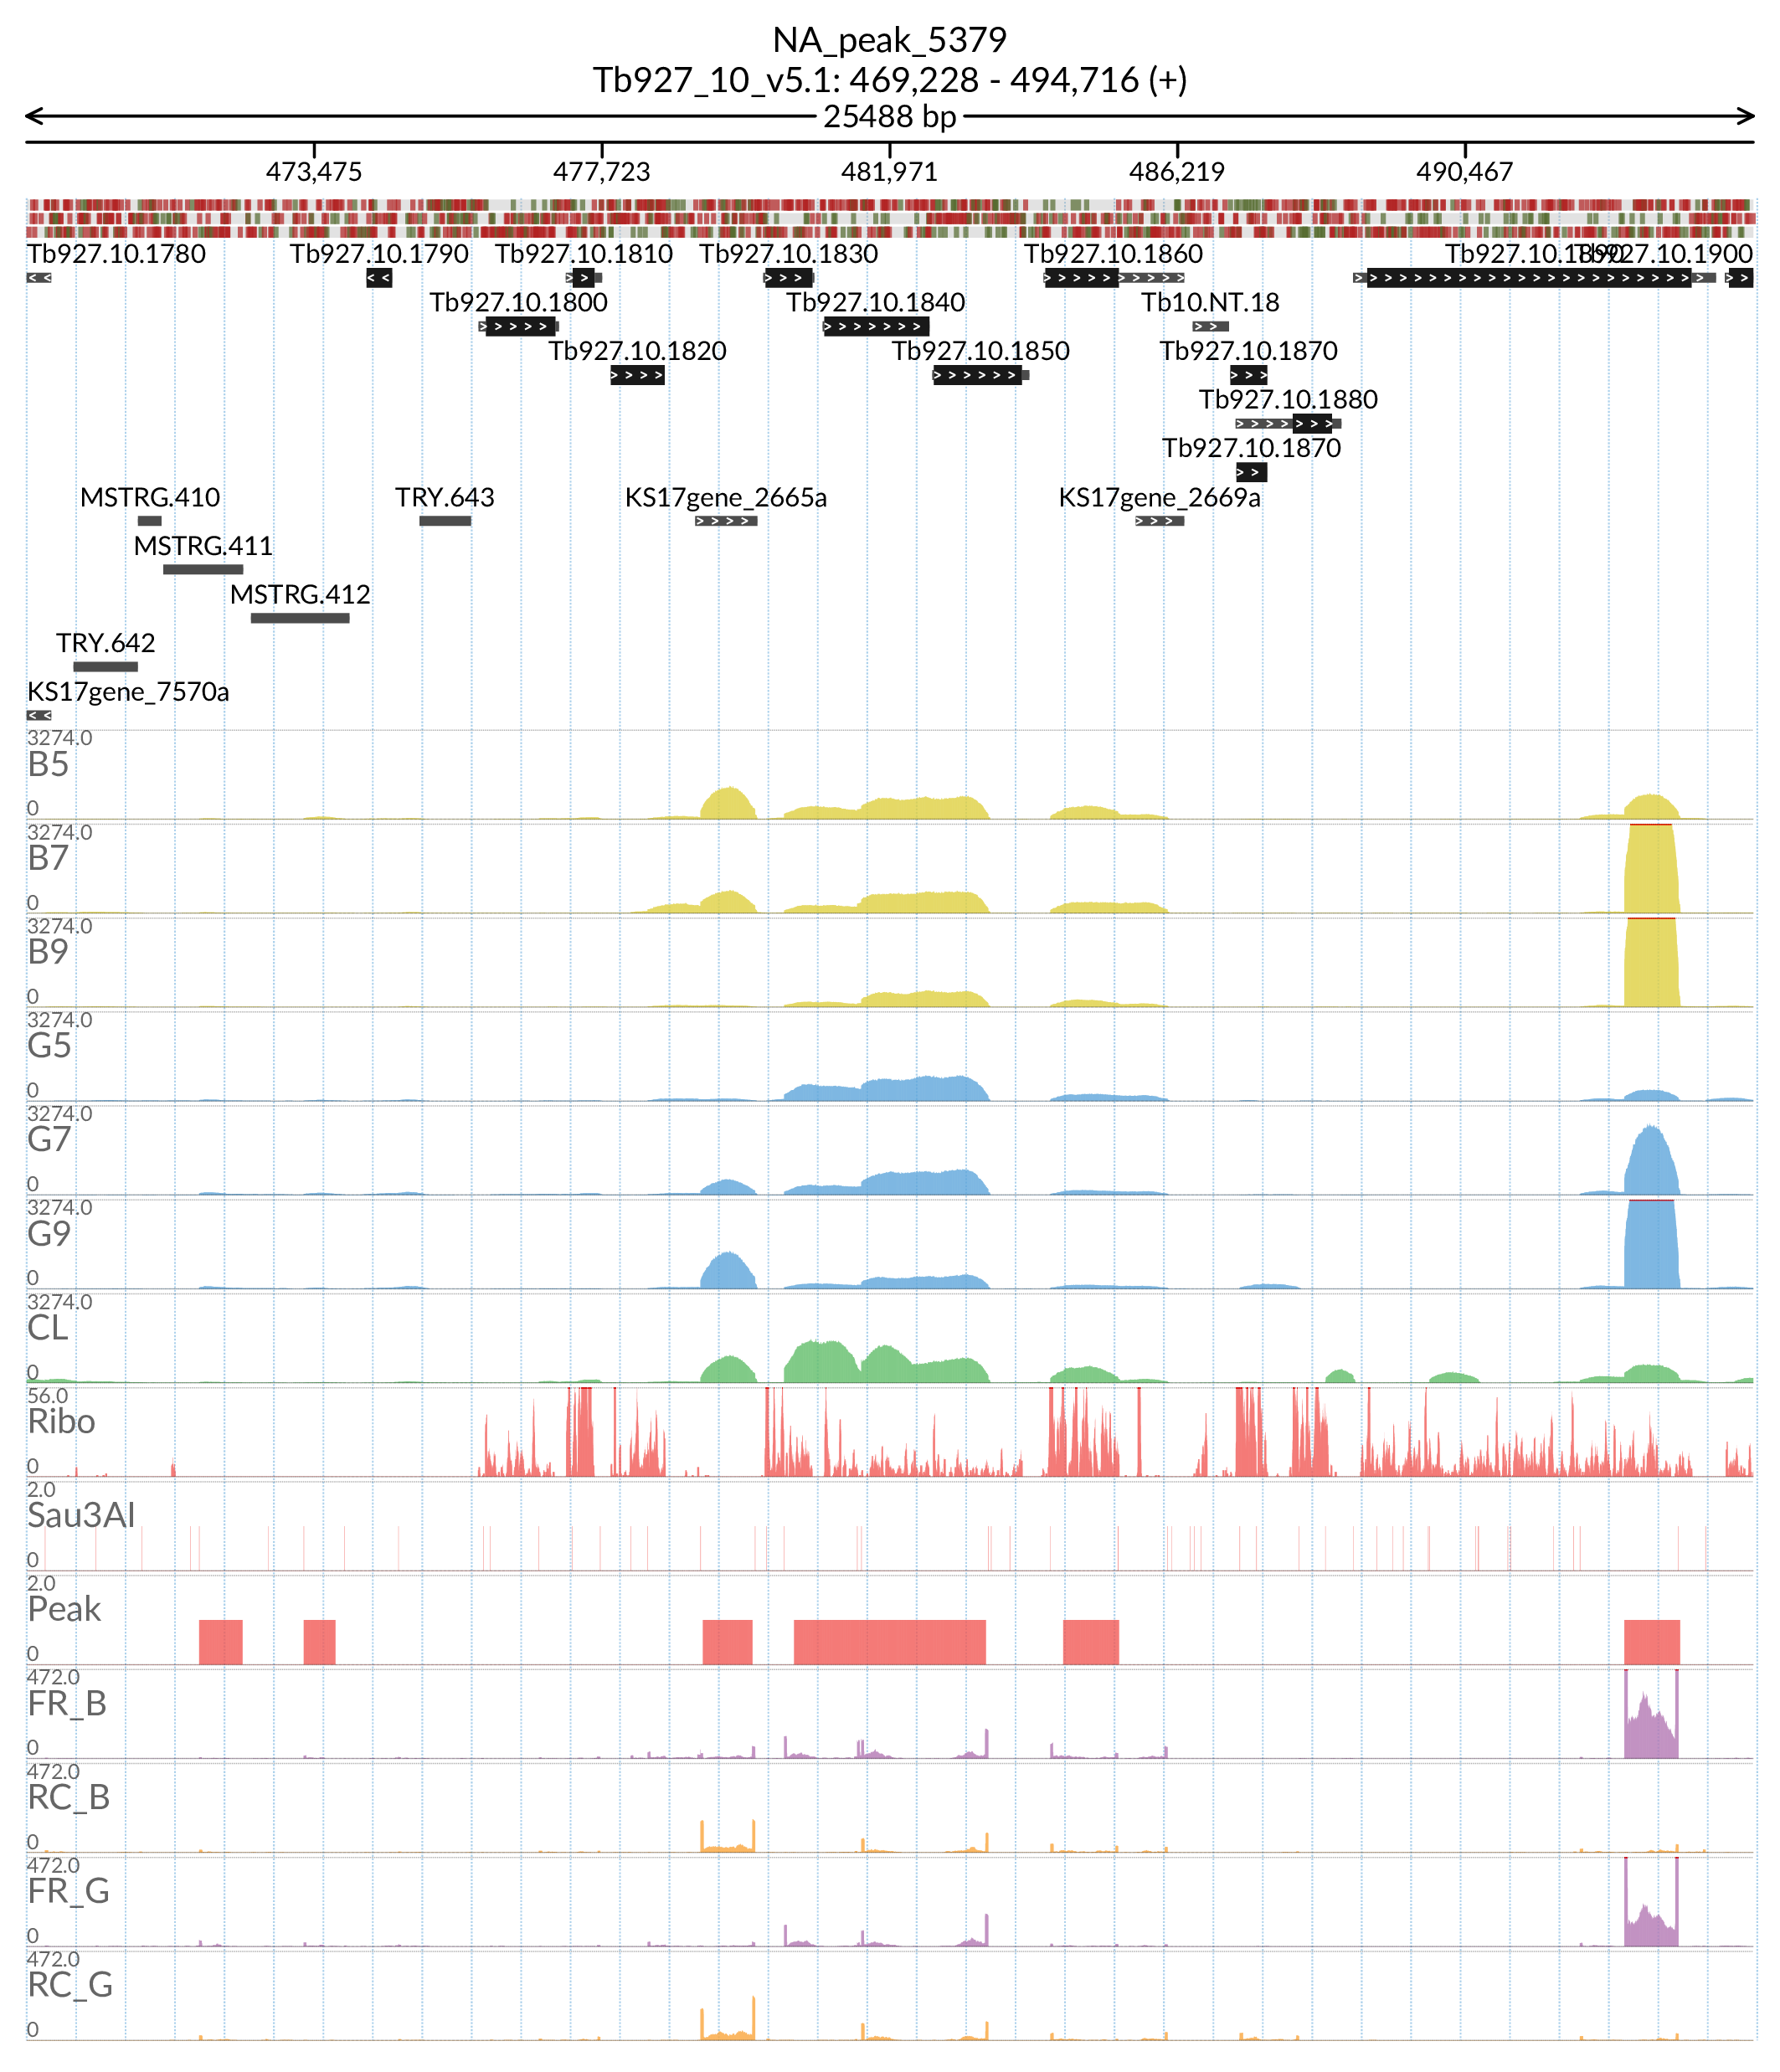 NA_peak_5379
Tb927_10_v5.1: 469,228 - 494,716 (+)
25488 bp
473,475 477,723 481,971 486,219 490,467
Tb927.10.1780 Tb927.10.1790 Tb927.10.1810 Tb927.10.1830 Tb927.10.1860 Tb927.10.1890 Tb927.10.1900
Tb927.10.1800 Tb927.10.1840 Tb10.NT.18
Tb927.10.1820 Tb927.10.1850 Tb927.10.1870
Tb927.10.1880
Tb927.10.1870
MSTRG.410 TRY.643 KS17gene_2665a KS17gene_2669a
MSTRG.411
MSTRG.412
TRY.642
KS17gene_7570a
3274.0
B5
0
3274.0
B7
0
3274.0
B9
0
3274.0
G5
0
3274.0
G7
0
3274.0
G9
0
3274.0
CL
0
56.0
Ribo
0
2.0
Sau3AI
0
2.0
Peak
0
472.0
FR_B
0
472.0
RC_B
0
472.0
FR_G
0
472.0
RC_G
0